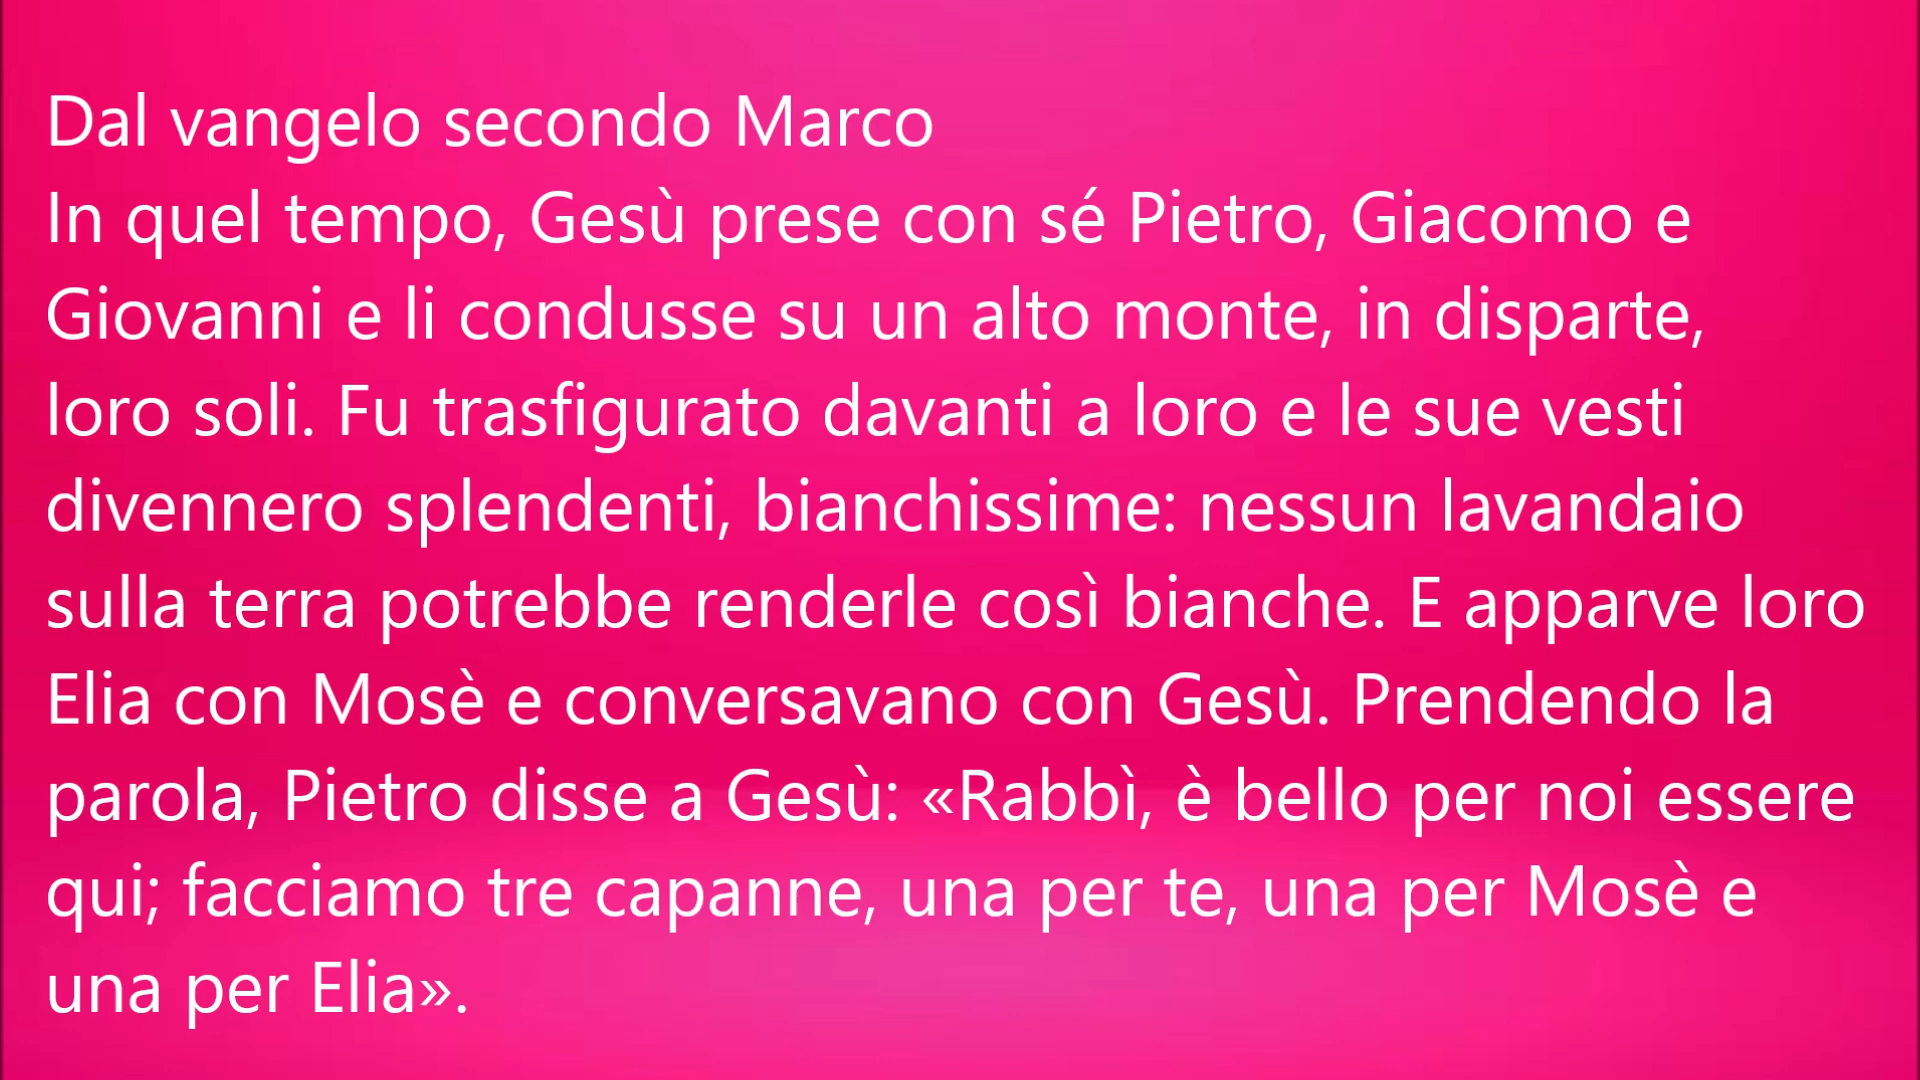 Dal vangelo secondo Marco
In quel tempo, Gesù prese con sé Pietro, Giacomo e
Giovanni e li condusse su un alto monte, in disparte,
loro soli. Fu trasfigurato davanti a loro e le sue vesti
divennero splendenti, bianchissime: nessun lavandaio
sulla terra potrebbe renderle così bianche. E apparve loro
Elia con Mosè e conversavano con Gesù. Prendendo la
parola, Pietro disse a Gesù: «Rabbì, è bello per noi essere
qui; facciamo tre capanne, una per te, una per Mosè e
una per Elia».